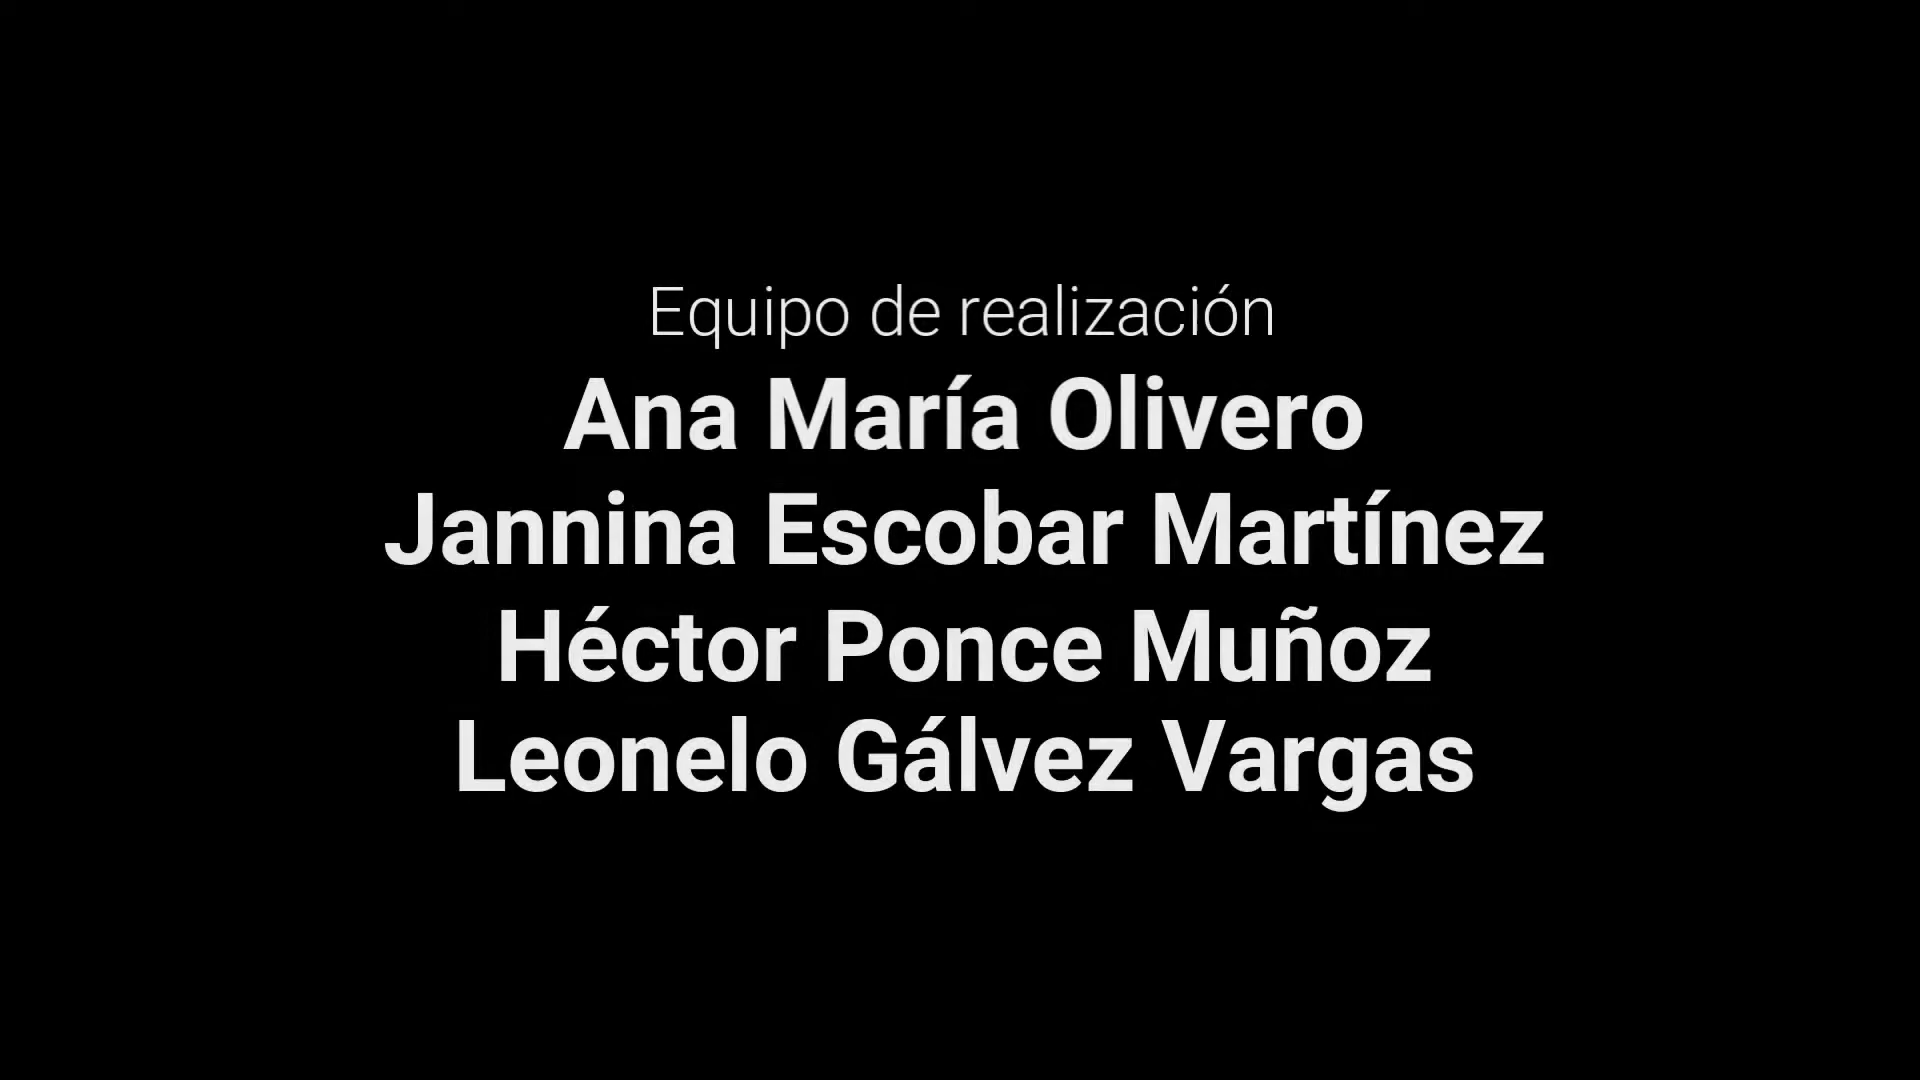 Equipo de realización
Ana María Olivero
Jannina Escobar Martínez
Héctor Ponce Muñoz
Leonelo Gálvez Vargas